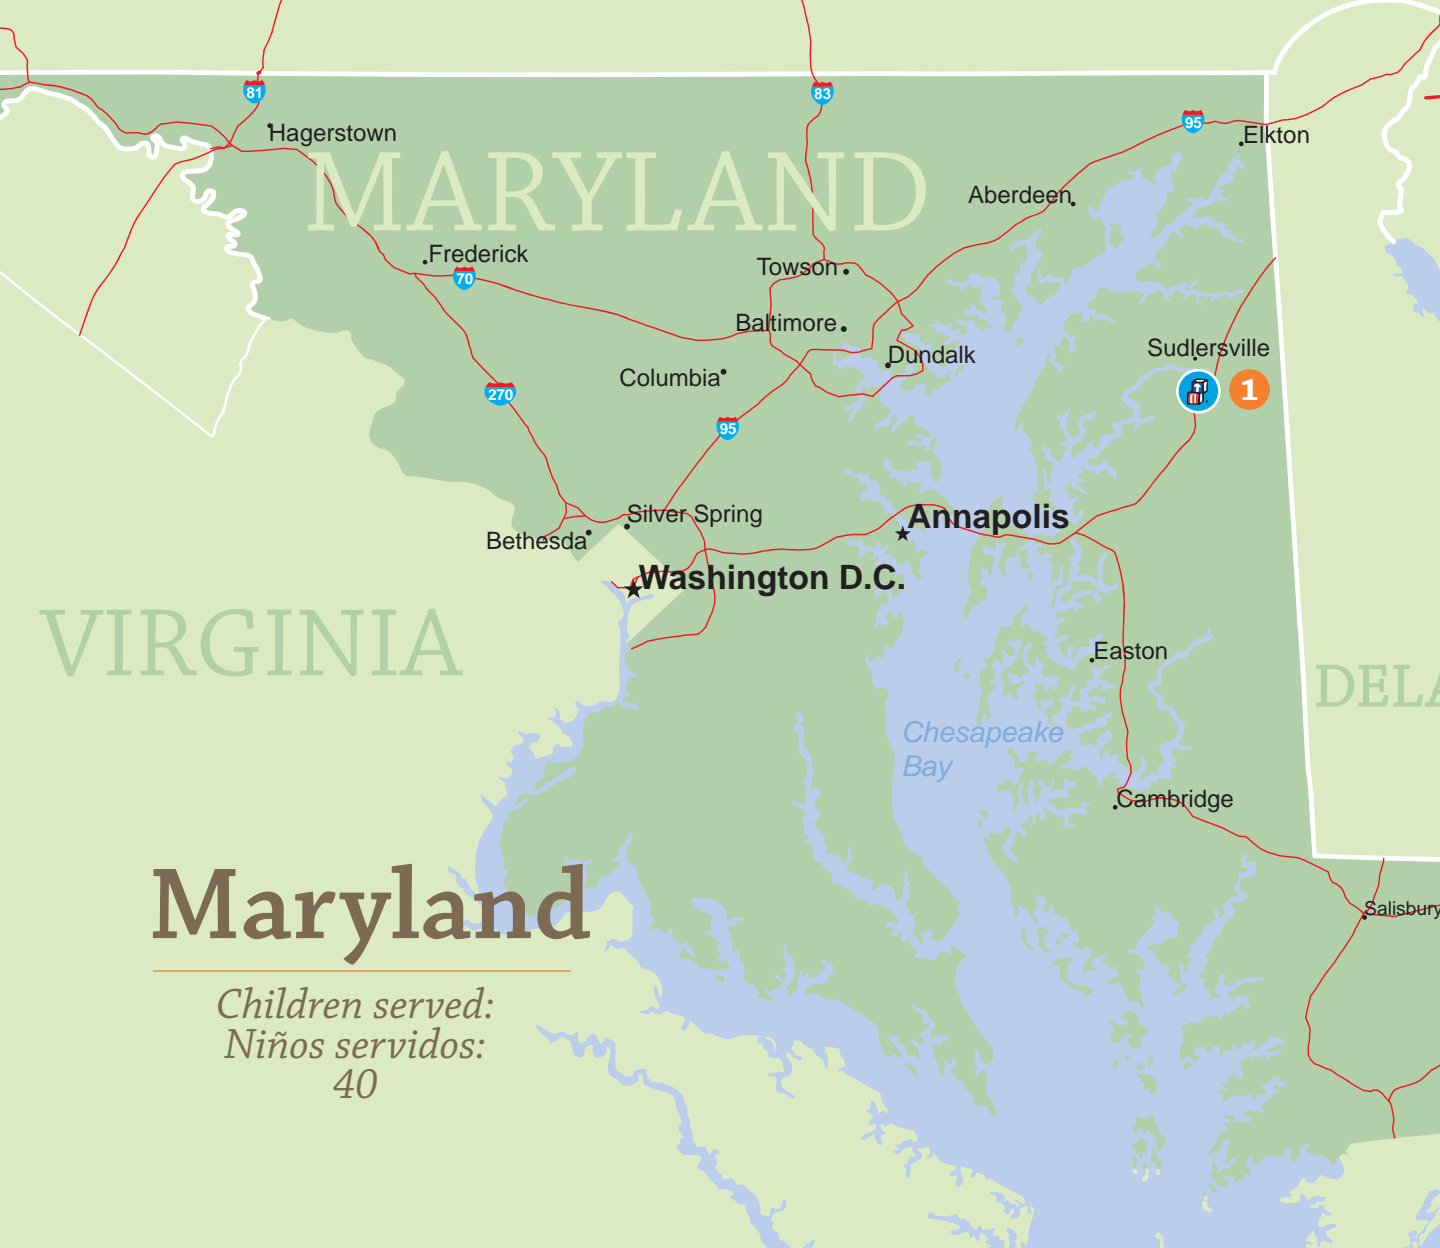 81
83
95
Hagerstown
Elkton
MARYLAND
Aberdeen
Frederick
Towson
70
Baltimore
Sudlersville
Dundalk
Columbia
1
270
95
Silver Spring
Annapolis
Bethesda
Washington D.C.
VIRGINIA
Easton
DELA
Chesapeake
Bay
Cambridge
Maryland
Salisbury
Children served:
Niños servidos:
40